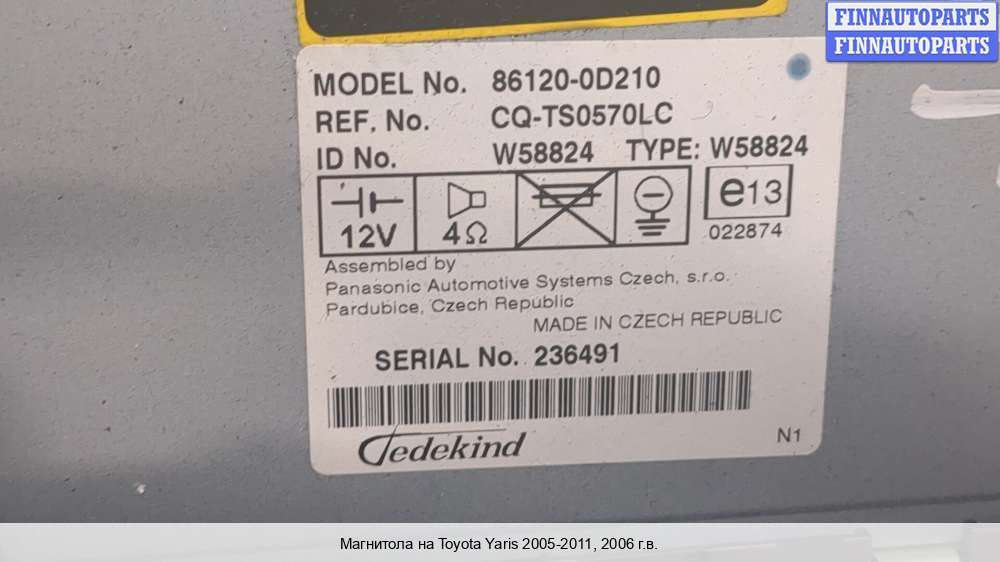 FINNAUTOPARTS
FINNAUTOPARTS
MODEL No. 86120-0D210
REF. No. CQ-TS0570LC
ID No. W58824 TYPE: W58824
12V 4Ω e13
022874
Assembled by
Panasonic Automotive Systems Czech, s.r.o.
Pardubice, Czech Republic
MADE IN CZECH REPUBLIC
SERIAL No. 236491
Tedekind
N1
Магнитола на Toyota Yaris 2005-2011, 2006 г.в.